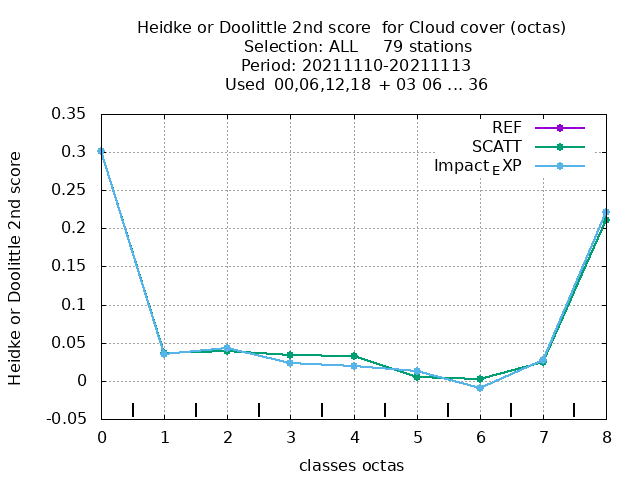 Heidke or Doolittle 2nd score  for Cloud cover (octas)
Selection: ALL     79 stations
Period: 20211110-20211113
Used  00,06,12,18  + 03 06 ... 36
REF
SCATT
Impact_EXP
0.35
0.3
0.25
0.2
0.15
0.1
0.05
0
-0.05
Heidke or Doolittle 2nd score
0 1 2 3 4 5 6 7 8
classes octas